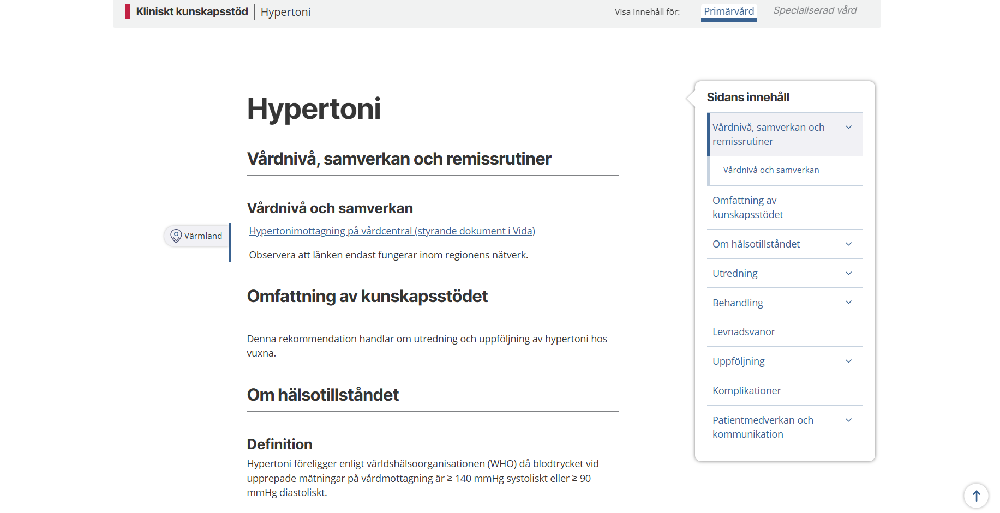 Kliniskt kunskapsstöd
Hypertoni
Visa innehåll för:
Primärvård
Specialiserad vård
Hypertoni
Vårdnivå, samverkan och remissrutiner
Vårdnivå och samverkan
Värmland
Hypertonimottagning på vårdcentral (styrande dokument i Vida)
Observera att länken endast fungerar inom regionens nätverk.
Omfattning av kunskapsstödet
Denna rekommendation handlar om utredning och uppföljning av hypertoni hos
vuxna.
Om hälsotillståndet
Definition
Hypertoni föreligger enligt världshälsoorganisationen (WHO) då blodtrycket vid
upprepade mätningar på vårdmottagning är ≥ 140 mmHg systoliskt eller ≥ 90
mmHg diastoliskt.
Sidans innehåll
Vårdnivå, samverkan och
remissrutiner
Vårdnivå och samverkan
Omfattning av
kunskapsstödet
Om hälsotillståndet
Utredning
Behandling
Levnadsvanor
Uppföljning
Komplikationer
Patientmedverkan och
kommunikation